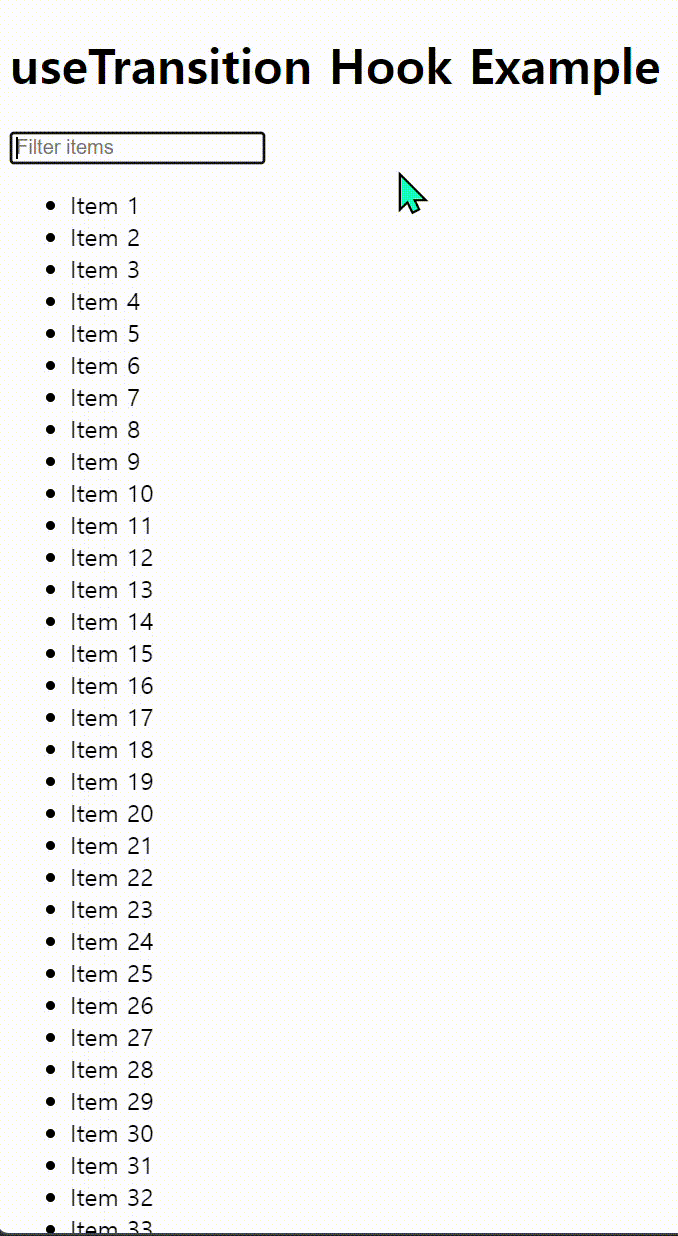 useTransition Hook Example
Filter items
Item 1
Item 2
Item 3
Item 4
Item 5
Item 6
Item 7
Item 8
Item 9
Item 10
Item 11
Item 12
Item 13
Item 14
Item 15
Item 16
Item 17
Item 18
Item 19
Item 20
Item 21
Item 22
Item 23
Item 24
Item 25
Item 26
Item 27
Item 28
Item 29
Item 30
Item 31
Item 32
Item 33